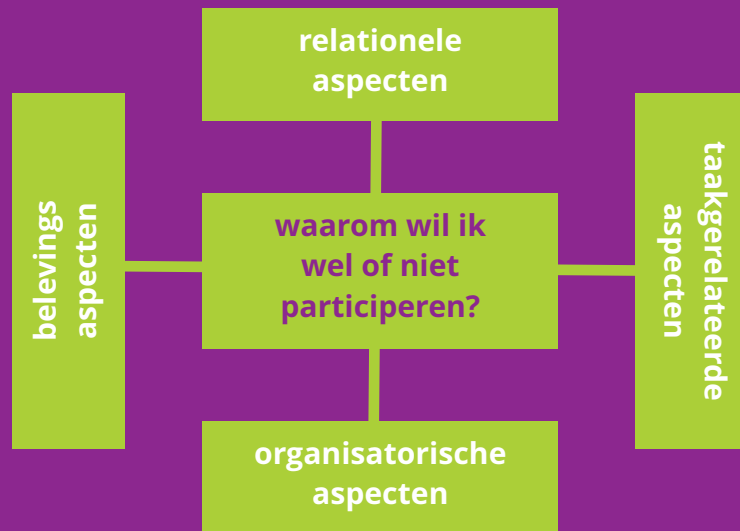 relationele
aspecten
belevings
aspecten
waarom wil ik
wel of niet
participeren?
taakgerelateerde
aspecten
organisatorische
aspecten